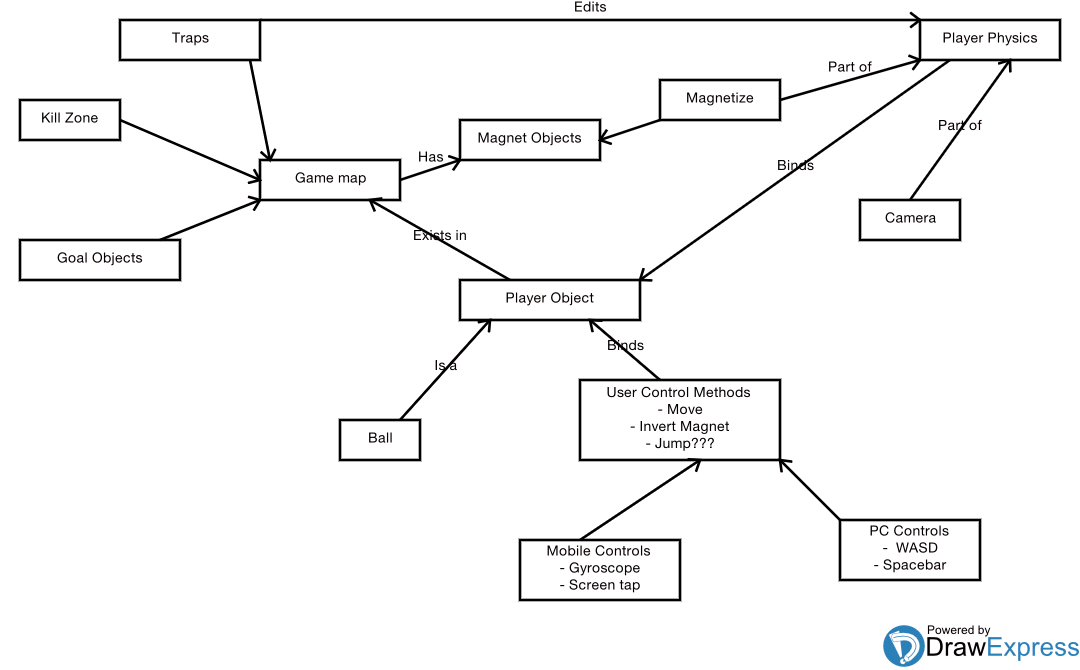 Edits
Traps
Player Physics
Part of
Magnetize
Kill Zone
Magnet Objects
Part of
Has
Binds
Game map
Camera
Exists in
Goal Objects
Player Object
Binds
Is a
User Control Methods
- Move
- Invert Magnet
- Jump???
Ball
PC Controls
- WASD
- Spacebar
Mobile Controls
- Gyroscope
- Screen tap
Powered by
DrawExpress